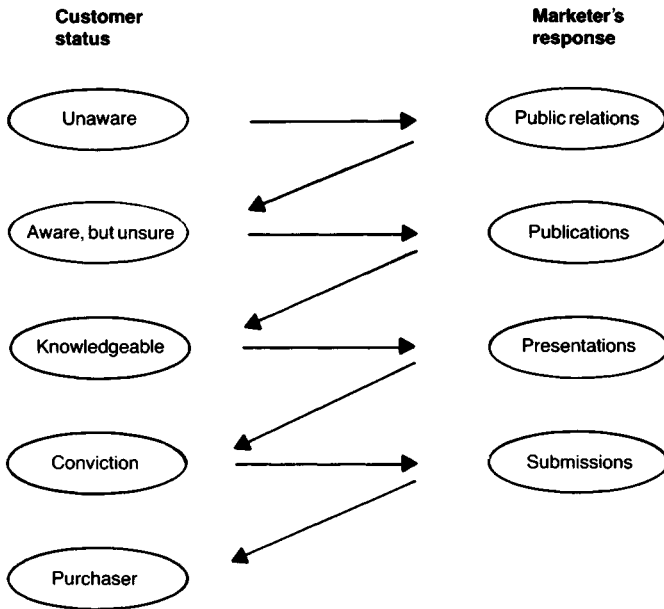 Customer
status
Marketer's
response
Unaware
Public relations
Aware, but unsure
Publications
Knowledgeable
Presentations
Conviction
Submissions
Purchaser